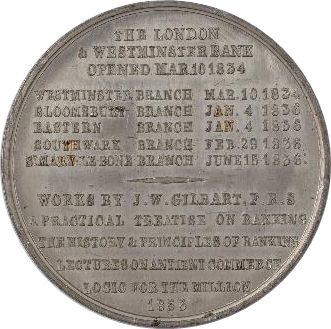 THE LONDON
& WESTMINSTER BANK
OPENED MAR. 10 1834
WESTMINSTER BRANCH MAR. 10. 1834.
BLOOMSBURY BRANCH JAN. 4 1836
EASTERN BRANCH JAN. 4 1836
SOUTHWARK BRANCH FEB. 29 1836
ST MARY-LE BONE BRANCH JUNE 15 1836.
WORKS BY J. W. GILBART, F. R. S
A PRACTICAL TREATISE ON BANKING
THE HISTORY & PRINCIPLES OF BANKING
LECTURES ON ANTIENT COMMERCE
LOGIC FOR THE MILLION
1853